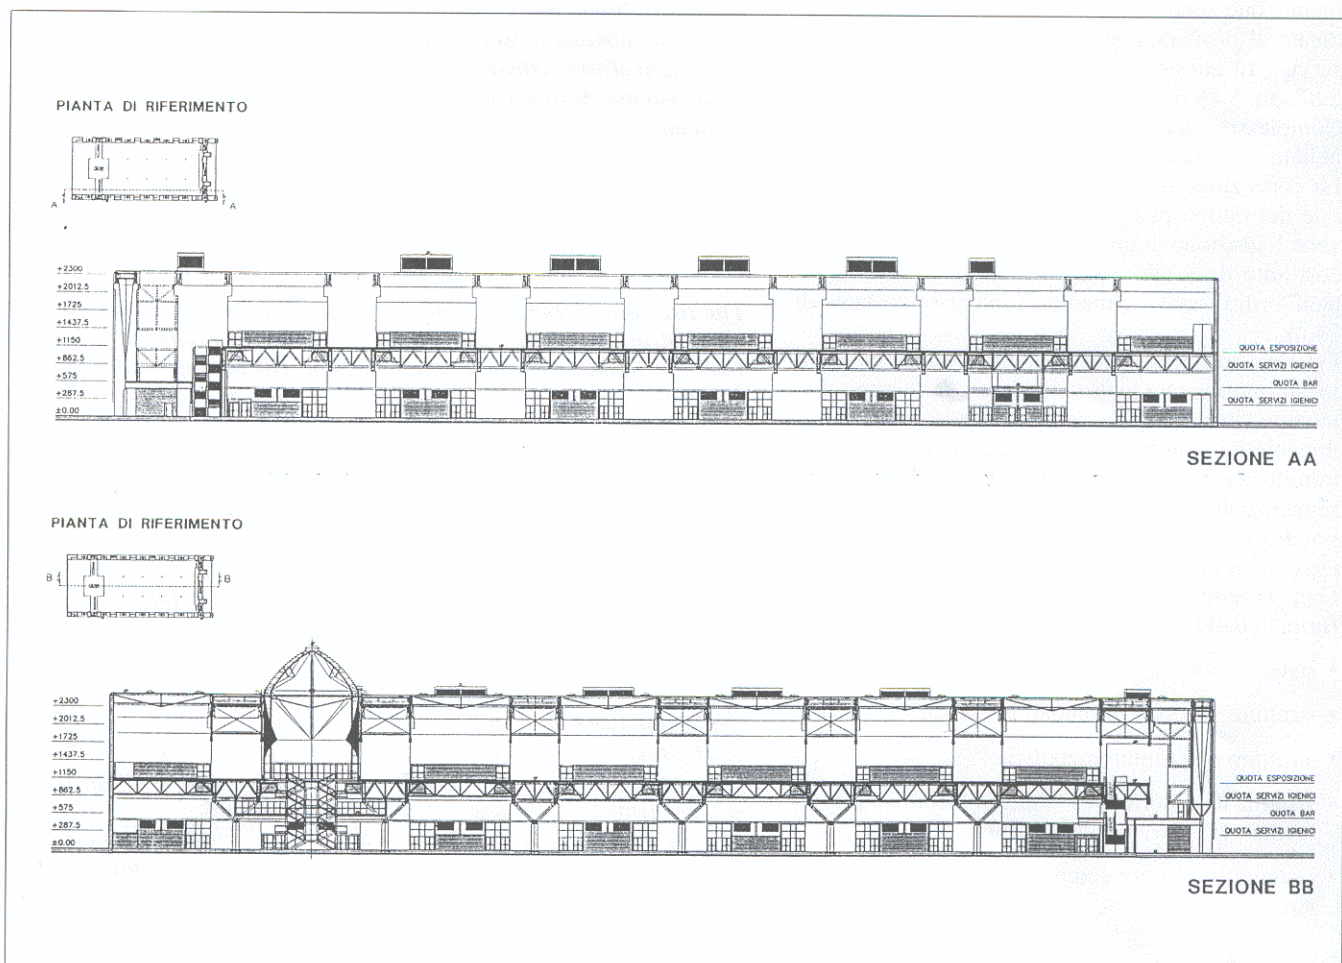 PIANTA DI RIFERIMENTO
A A
+2300
+2012.5
+1725
+1437.5
+1150
+862.5
+575
+287.5
±0.00
QUOTA ESPOSIZIONE
QUOTA SERVIZI IGIENICI
QUOTA BAR
QUOTA SERVIZI IGIENICI
SEZIONE AA
PIANTA DI RIFERIMENTO
B B
+2300
+2012.5
+1725
+1437.5
+1150
+862.5
+575
+287.5
±0.00
QUOTA ESPOSIZIONE
QUOTA SERVIZI IGIENICI
QUOTA BAR
QUOTA SERVIZI IGIENICI
SEZIONE BB